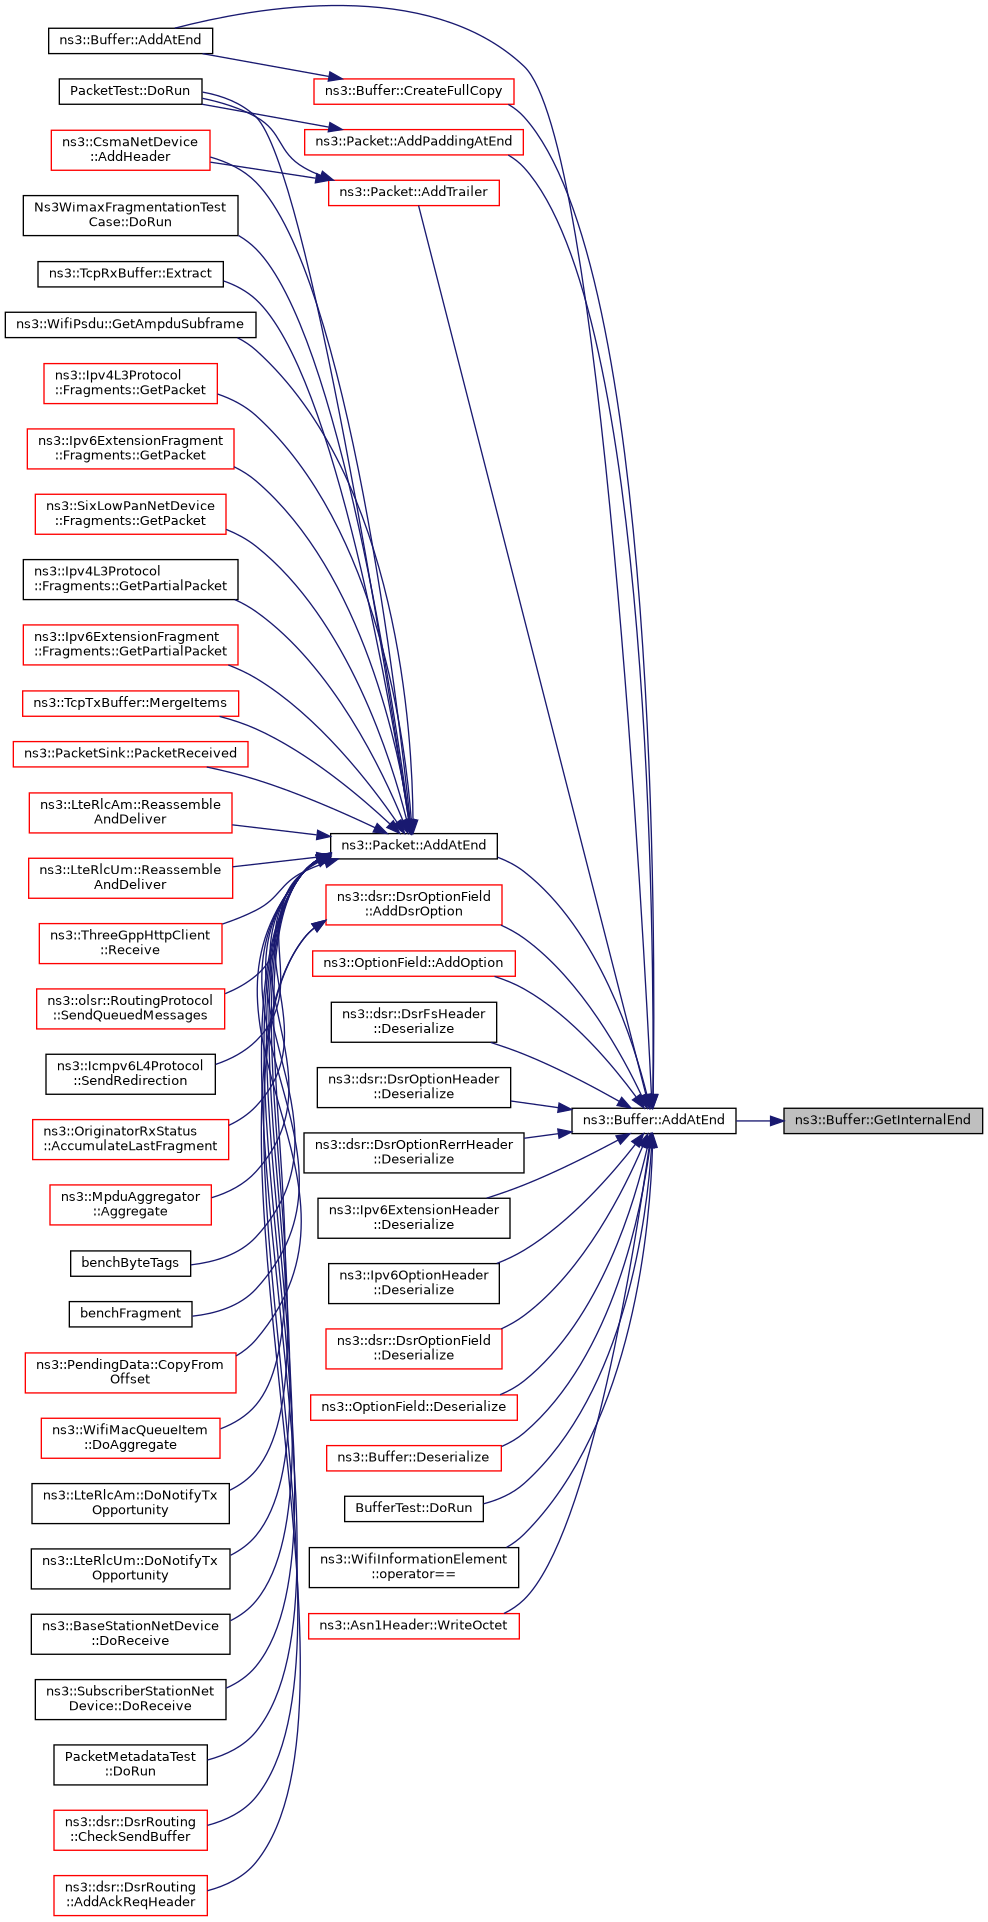 ns3::Buffer::AddAtEnd
PacketTest::DoRun
ns3::CsmaNetDevice
::AddHeader
Ns3WimaxFragmentationTest
Case::DoRun
ns3::TcpRxBuffer::Extract
ns3::WifiPsdu::GetAmpduSubframe
ns3::Ipv4L3Protocol
::Fragments::GetPacket
ns3::Ipv6ExtensionFragment
::Fragments::GetPacket
ns3::SixLowPanNetDevice
::Fragments::GetPacket
ns3::Ipv4L3Protocol
::Fragments::GetPartialPacket
ns3::Ipv6ExtensionFragment
::Fragments::GetPartialPacket
ns3::TcpTxBuffer::MergeItems
ns3::PacketSink::PacketReceived
ns3::LteRlcAm::Reassemble
AndDeliver
ns3::LteRlcUm::Reassemble
AndDeliver
ns3::ThreeGppHttpClient
::Receive
ns3::olsr::RoutingProtocol
::SendQueuedMessages
ns3::Icmpv6L4Protocol
::SendRedirection
ns3::OriginatorRxStatus
::AccumulateLastFragment
ns3::MpduAggregator
::Aggregate
benchByteTags
benchFragment
ns3::PendingData::CopyFrom
Offset
ns3::WifiMacQueueItem
::DoAggregate
ns3::LteRlcAm::DoNotifyTx
Opportunity
ns3::LteRlcUm::DoNotifyTx
Opportunity
ns3::BaseStationNetDevice
::DoReceive
ns3::SubscriberStationNet
Device::DoReceive
PacketMetadataTest
::DoRun
ns3::dsr::DsrRouting
::CheckSendBuffer
ns3::dsr::DsrRouting
::AddAckReqHeader
ns3::Buffer::CreateFullCopy
ns3::Packet::AddPaddingAtEnd
ns3::Packet::AddTrailer
ns3::Packet::AddAtEnd
ns3::dsr::DsrOptionField
::AddDsrOption
ns3::OptionField::AddOption
ns3::dsr::DsrFsHeader
::Deserialize
ns3::dsr::DsrOptionHeader
::Deserialize
ns3::dsr::DsrOptionRerrHeader
::Deserialize
ns3::Ipv6ExtensionHeader
::Deserialize
ns3::Ipv6OptionHeader
::Deserialize
ns3::dsr::DsrOptionField
::Deserialize
ns3::OptionField::Deserialize
ns3::Buffer::Deserialize
BufferTest::DoRun
ns3::WifiInformationElement
::operator==
ns3::Asn1Header::WriteOctet
ns3::Buffer::AddAtEnd
ns3::Buffer::GetInternalEnd